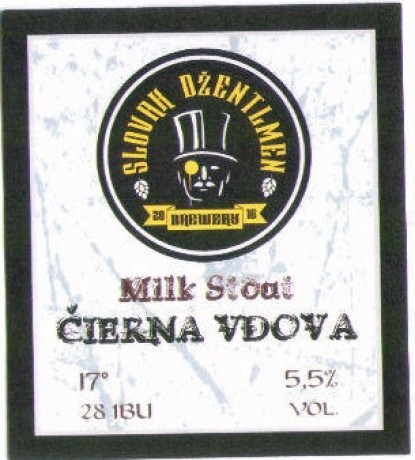 SLOVAK DŽENTLMEN
20 BREWERY 16
Milk Stout
ČIERNA VDOVA
17° 5,5%
28 IBU VOL.